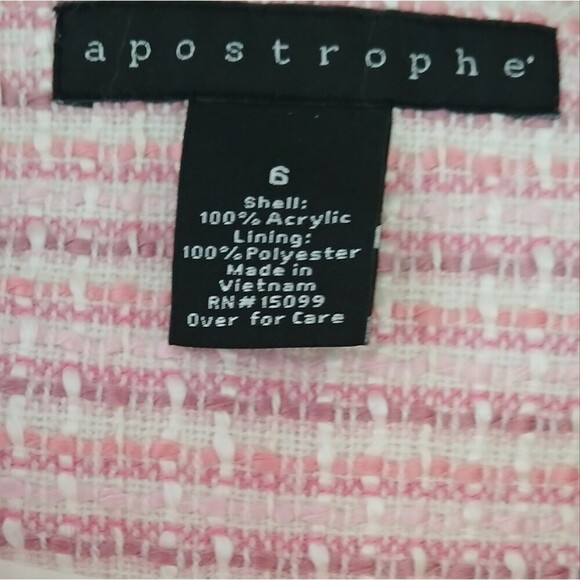 apostrophe'
6
Shell:
100% Acrylic
Lining:
100% Polyester
Made in
Vietnam
RN# 15099
Over for Care